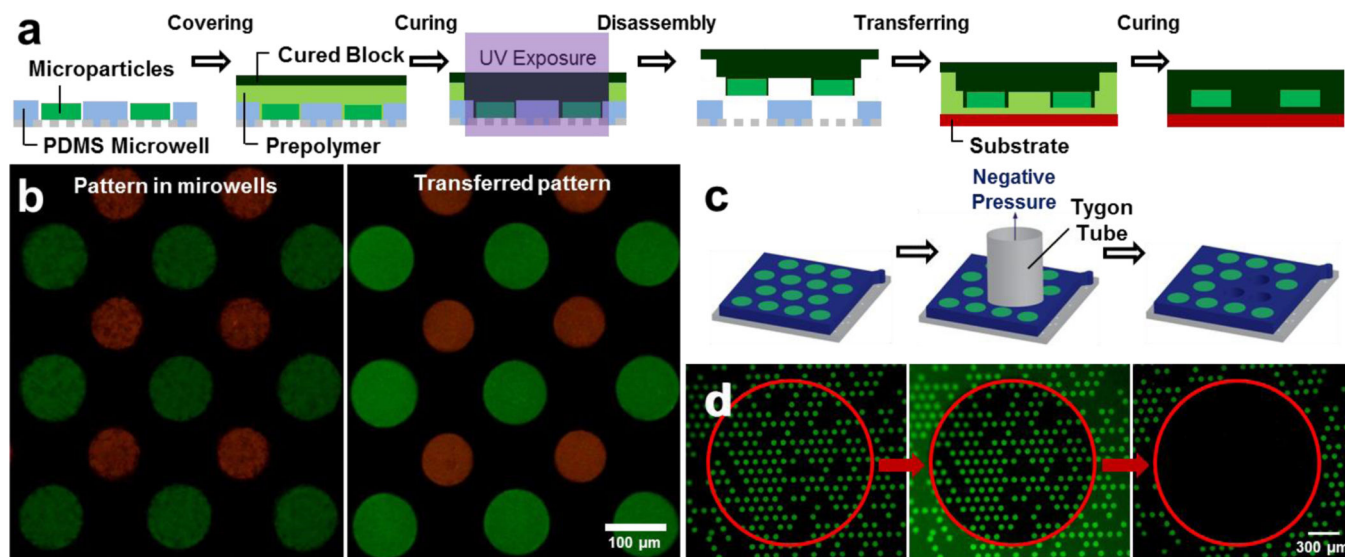 a
Covering
Curing
Disassembly
Transferring
Curing
Microparticles
Cured Block
UV Exposure
PDMS Microwell
Prepolymer
Substrate
b
Pattern in mirowells
Transferred pattern
100 μm
c
Negative
Pressure
Tygon
Tube
d
300 μm